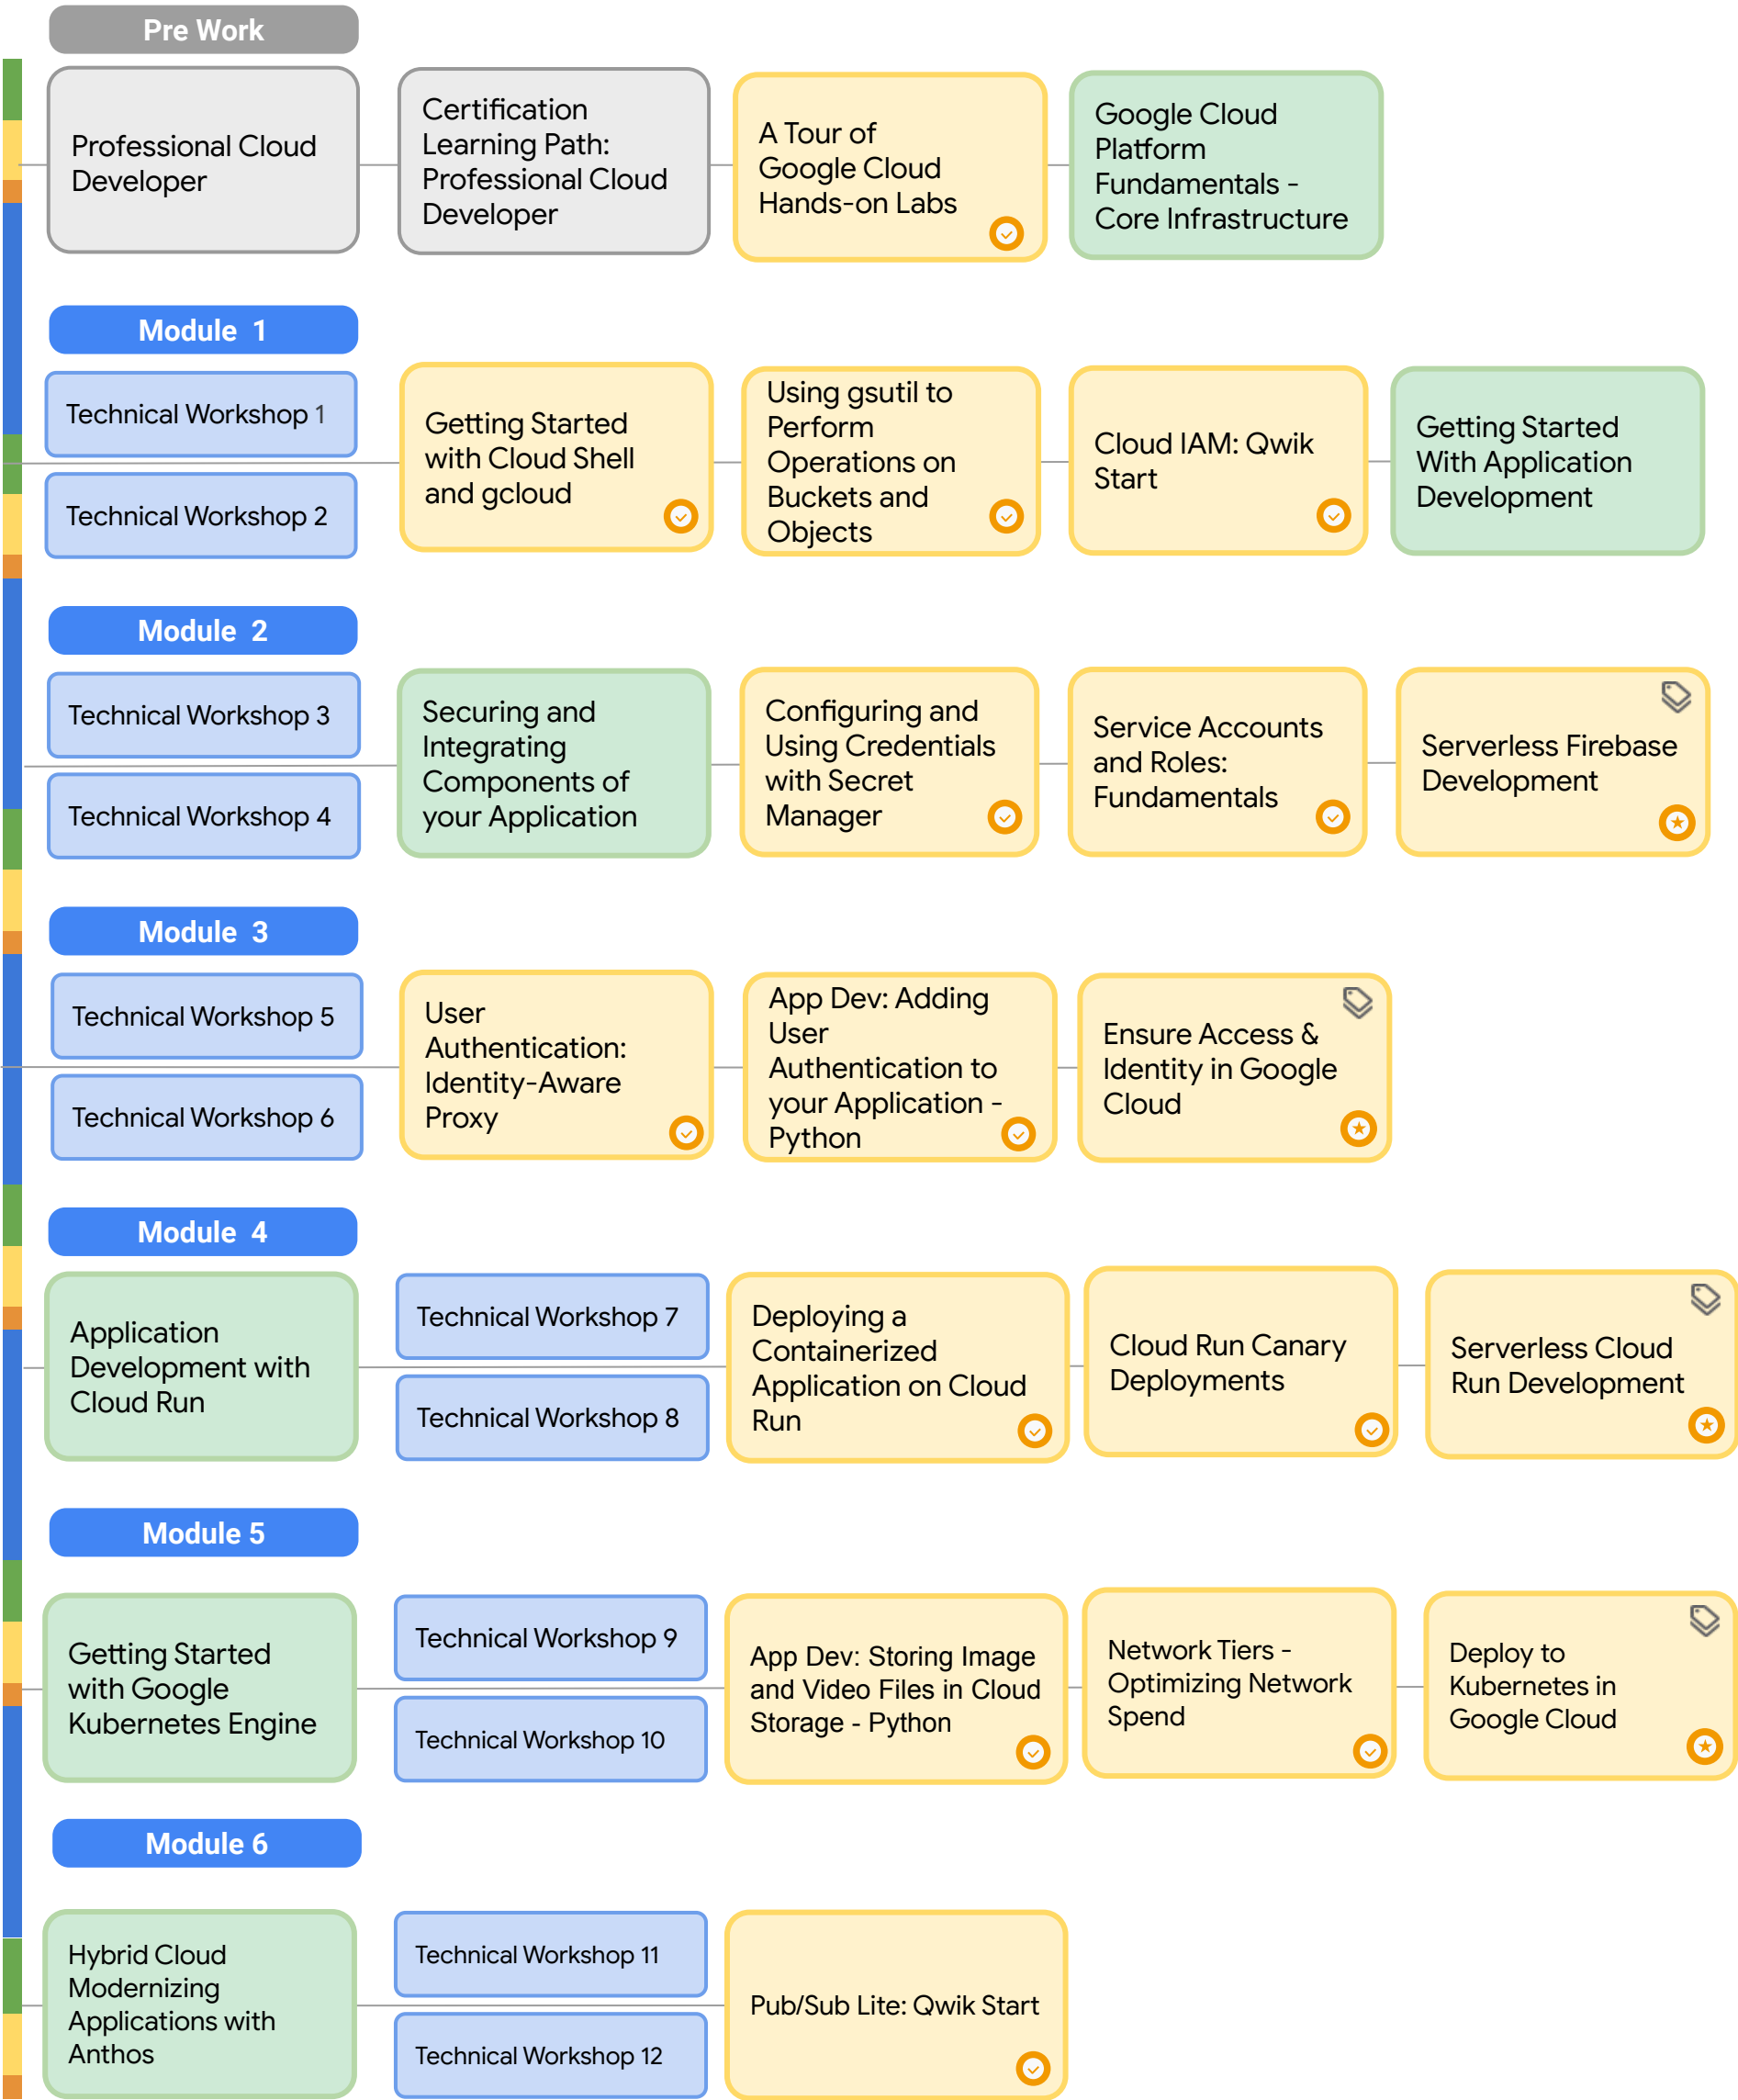 Pre Work
Professional Cloud
Developer
Certification
Learning Path:
Professional Cloud
Developer
A Tour of
Google Cloud
Hands-on Labs
Google Cloud
Platform
Fundamentals -
Core Infrastructure
Module 1
Technical Workshop 1
Technical Workshop 2
Getting Started
with Cloud Shell
and gcloud
Using gsutil to
Perform
Operations on
Buckets and
Objects
Cloud IAM: Qwik
Start
Getting Started
With Application
Development
Module 2
Technical Workshop 3
Technical Workshop 4
Securing and
Integrating
Components of
your Application
Configuring and
Using Credentials
with Secret
Manager
Service Accounts
and Roles:
Fundamentals
Serverless Firebase
Development
Module 3
Technical Workshop 5
Technical Workshop 6
User
Authentication:
Identity-Aware
Proxy
App Dev: Adding
User
Authentication to
your Application -
Python
Ensure Access &
Identity in Google
Cloud
Module 4
Application
Development with
Cloud Run
Technical Workshop 7
Technical Workshop 8
Deploying a
Containerized
Application on Cloud
Run
Cloud Run Canary
Deployments
Serverless Cloud
Run Development
Module 5
Getting Started
with Google
Kubernetes Engine
Technical Workshop 9
Technical Workshop 10
App Dev: Storing Image
and Video Files in Cloud
Storage - Python
Network Tiers -
Optimizing Network
Spend
Deploy to
Kubernetes in
Google Cloud
Module 6
Hybrid Cloud
Modernizing
Applications with
Anthos
Technical Workshop 11
Technical Workshop 12
Pub/Sub Lite: Qwik Start